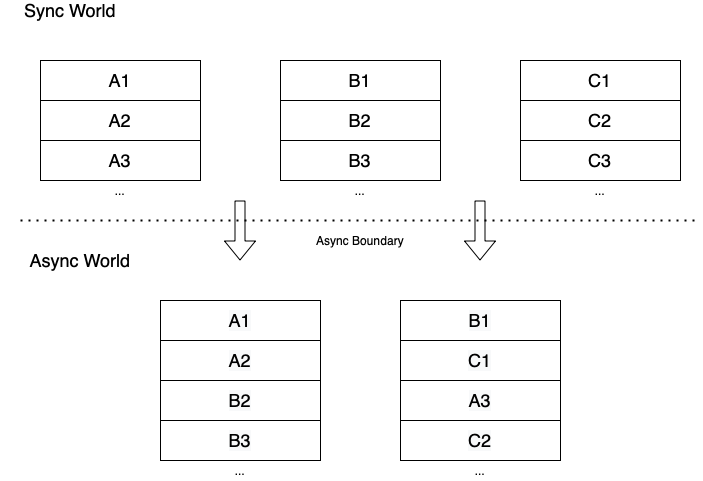 Sync World
A1
A2
A3
...
B1
B2
B3
...
C1
C2
C3
...
Async Boundary
Async World
A1
A2
B2
B3
...
B1
C1
A3
C2
...